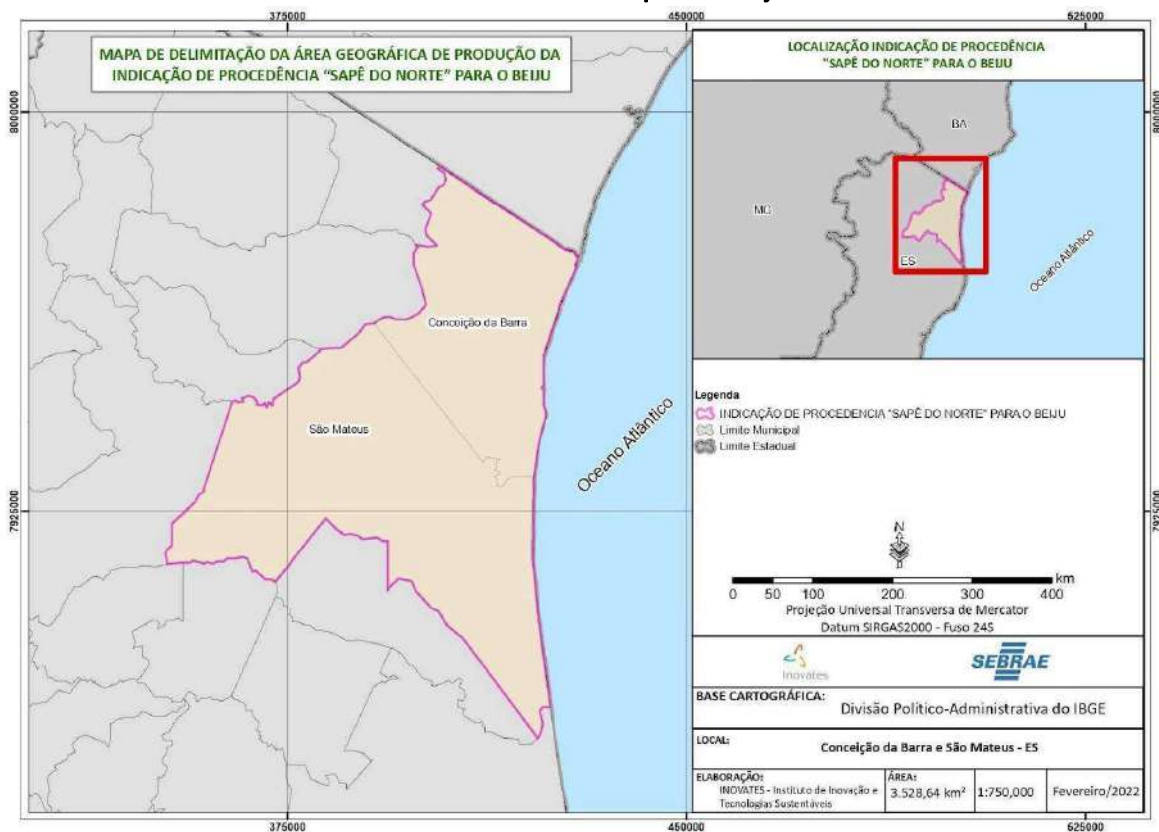 375000
450000
525000
MAPA DE DELIMITAÇÃO DA ÁREA GEOGRÁFICA DE PRODUÇÃO DA
INDICAÇÃO DE PROCEDÊNCIA “SAPÊ DO NORTE” PARA O BEIJU
LOCALIZAÇÃO INDICAÇÃO DE PROCEDÊNCIA
"SAPÊ DO NORTE" PARA O BEIJU
8000000
8000000
BA
MG
ES
Oceano Atlântico
Conceição da Barra
São Mateus
Oceano Atlântico
Legenda
INDICAÇÃO DE PROCEDENCIA "SAPÊ DO NORTE" PARA O BEIJU
Limite Municipal
Limite Estadual
7925000
7925000
N
km
0 50 100 200 300 400
Projeção Universal Transversa de Mercator
Datum SIRGAS2000 - Fuso 24S
Inovates
SEBRAE
BASE CARTOGRÁFICA:
Divisão Político-Administrativa do IBGE
LOCAL:
Conceição da Barra e São Mateus - ES
ELABORAÇÃO:
INOVATES - Instituto de Inovação e
Tecnologias Sustentáveis
ÁREA:
3.528,64 km²
1:750,000
Fevereiro/2022
375000
450000
525000